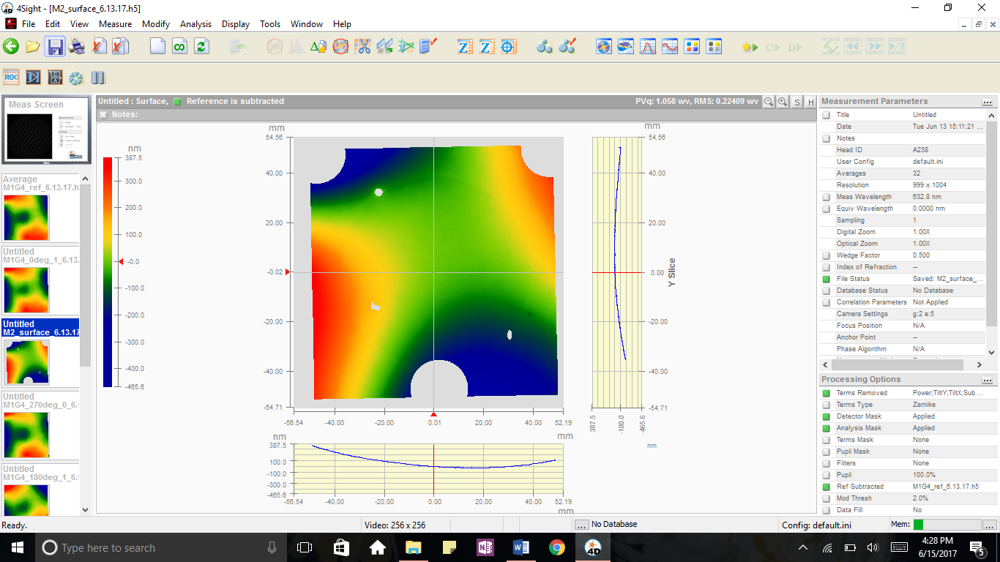 4Sight - [M2_surface_6.13.17.h5]
File Edit View Measure Modify Analysis Display Tools Window Help
ROC
Meas Screen
Average
M1G4_ref_6.13.17.h
Untitled
M1G4_0deg_1_6.13.
Untitled
M2_surface_6.13.17
Untitled
M1G4_270deg_0_6.
Untitled
M1G4_180deg_1_6.
Untitled : Surface, Reference is subtracted PVq: 1.058 wv, RMS: 0.22409 wv S H
Notes:
nm
387.5
300.0
200.0
100.0
-0.0
-100.0
-200.0
-300.0
-400.0
-465.6
mm
54.56
40.00
20.00
-0.02
-20.00
-40.00
-54.71
-56.54 -40.00 -20.00 0.01 20.00 40.00 52.19
mm
mm
54.56
40.00
20.00
0.00
-20.00
-40.00
-54.71
Y Slice
387.5 -100.0 -465.6
nm
nm
387.5
100.0
-100.0
-300.0
-465.6
-56.54 -40.00 -20.00 0.00 20.00 40.00 52.19
mm
Measurement Parameters ...
Title Untitled
Date Tue Jun 13 15:11:21 ...
Notes
Head ID A238
User Config default.ini
Averages 32
Resolution 999 x 1004
Meas Wavelength 632.8 nm
Equiv Wavelength 0.0000 nm
Sampling 1
Digital Zoom 1.00X
Optical Zoom 1.00X
Wedge Factor 0.500
Index of Refraction --
File Status Saved: M2_surface_...
Database Status No Database
Correlation Parameters Not Applied
Camera Settings g:2 e:5
Focus Position N/A
Anchor Point --
Phase Algorithm N/A
Processing Options ...
Terms Removed Power;TiltY;TiltX;Sub ...
Terms Type Zernike
Detector Mask Applied
Analysis Mask Applied
Terms Mask None
Pupil Mask None
Filters None
Pupil 100.0%
Ref Subtracted M1G4_ref_6.13.17.h5
Mod Thresh 2.0%
Data Fill No
Ready. Video: 256 x 256 ... No Database Config: default.ini Mem: ...
Type here to search
4:28 PM
6/15/2017
5